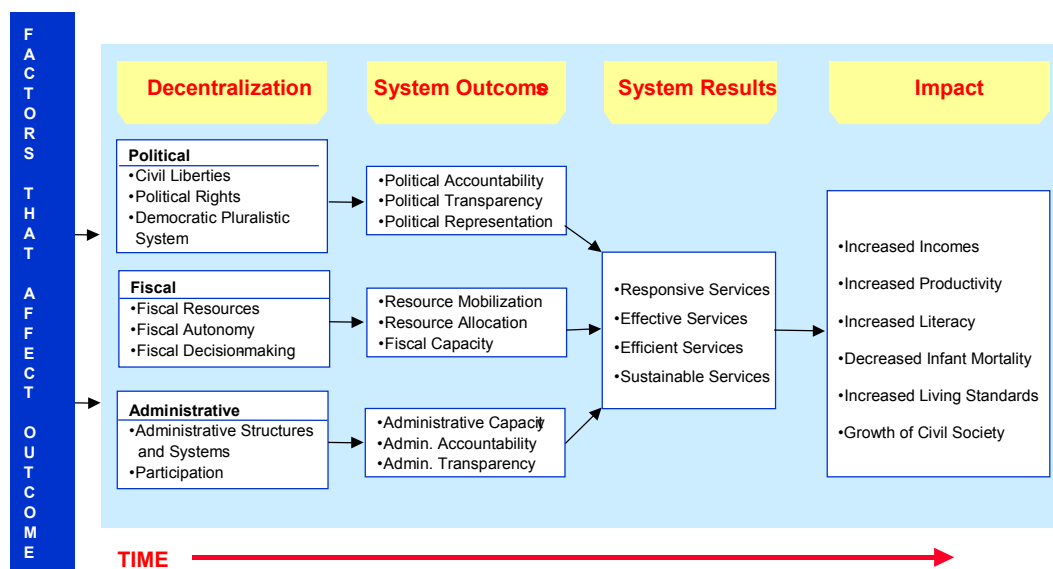 FACTORS THAT AFFECT OUTCOME
Decentralization
System Outcomes
System Results
Impact
Political
•Civil Liberties
•Political Rights
•Democratic Pluralistic
System
•Political Accountability
•Political Transparency
•Political Representation
Fiscal
•Fiscal Resources
•Fiscal Autonomy
•Fiscal Decision-making
•Resource Mobilization
•Resource Allocation
•Fiscal Capacity
Administrative
•Administrative Structures
and Systems
•Participation
•Administrative Capacity
•Admin. Accountability
•Admin. Transparency
•Responsive Services
•Effective Services
•Efficient Services
•Sustainable Services
•Increased Incomes
•Increased Productivity
•Increased Literacy
•Decreased Infant Mortality
•Increased Living Standards
•Growth of Civil Society
TIME